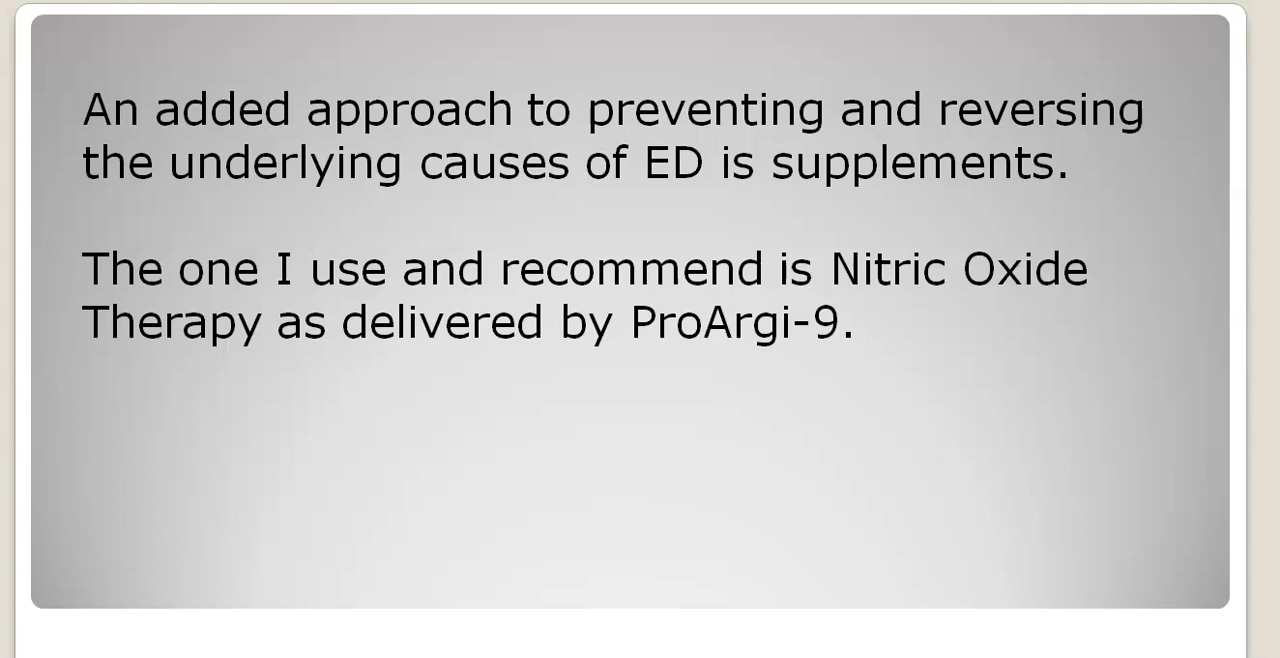 An added approach to preventing and reversing
the underlying causes of ED is supplements.
The one I use and recommend is Nitric Oxide
Therapy as delivered by ProArgi-9.